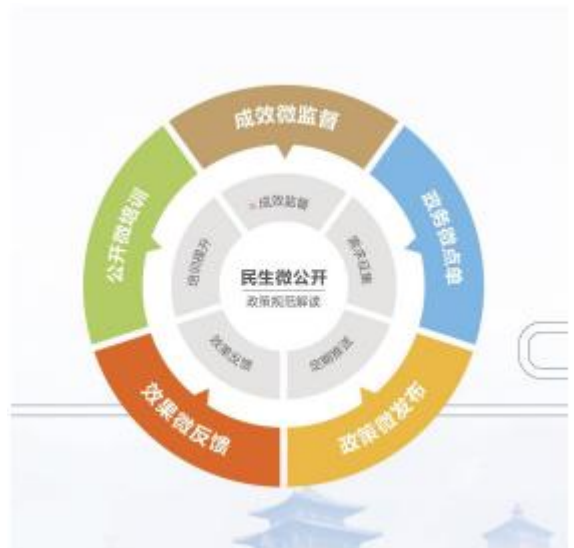 成效微监督
政务微点单
政策微发布
效果微反馈
公开微培训
成效监督
需求征集
定期推送
效果反馈
培训提升
民生微公开
政策规范解读